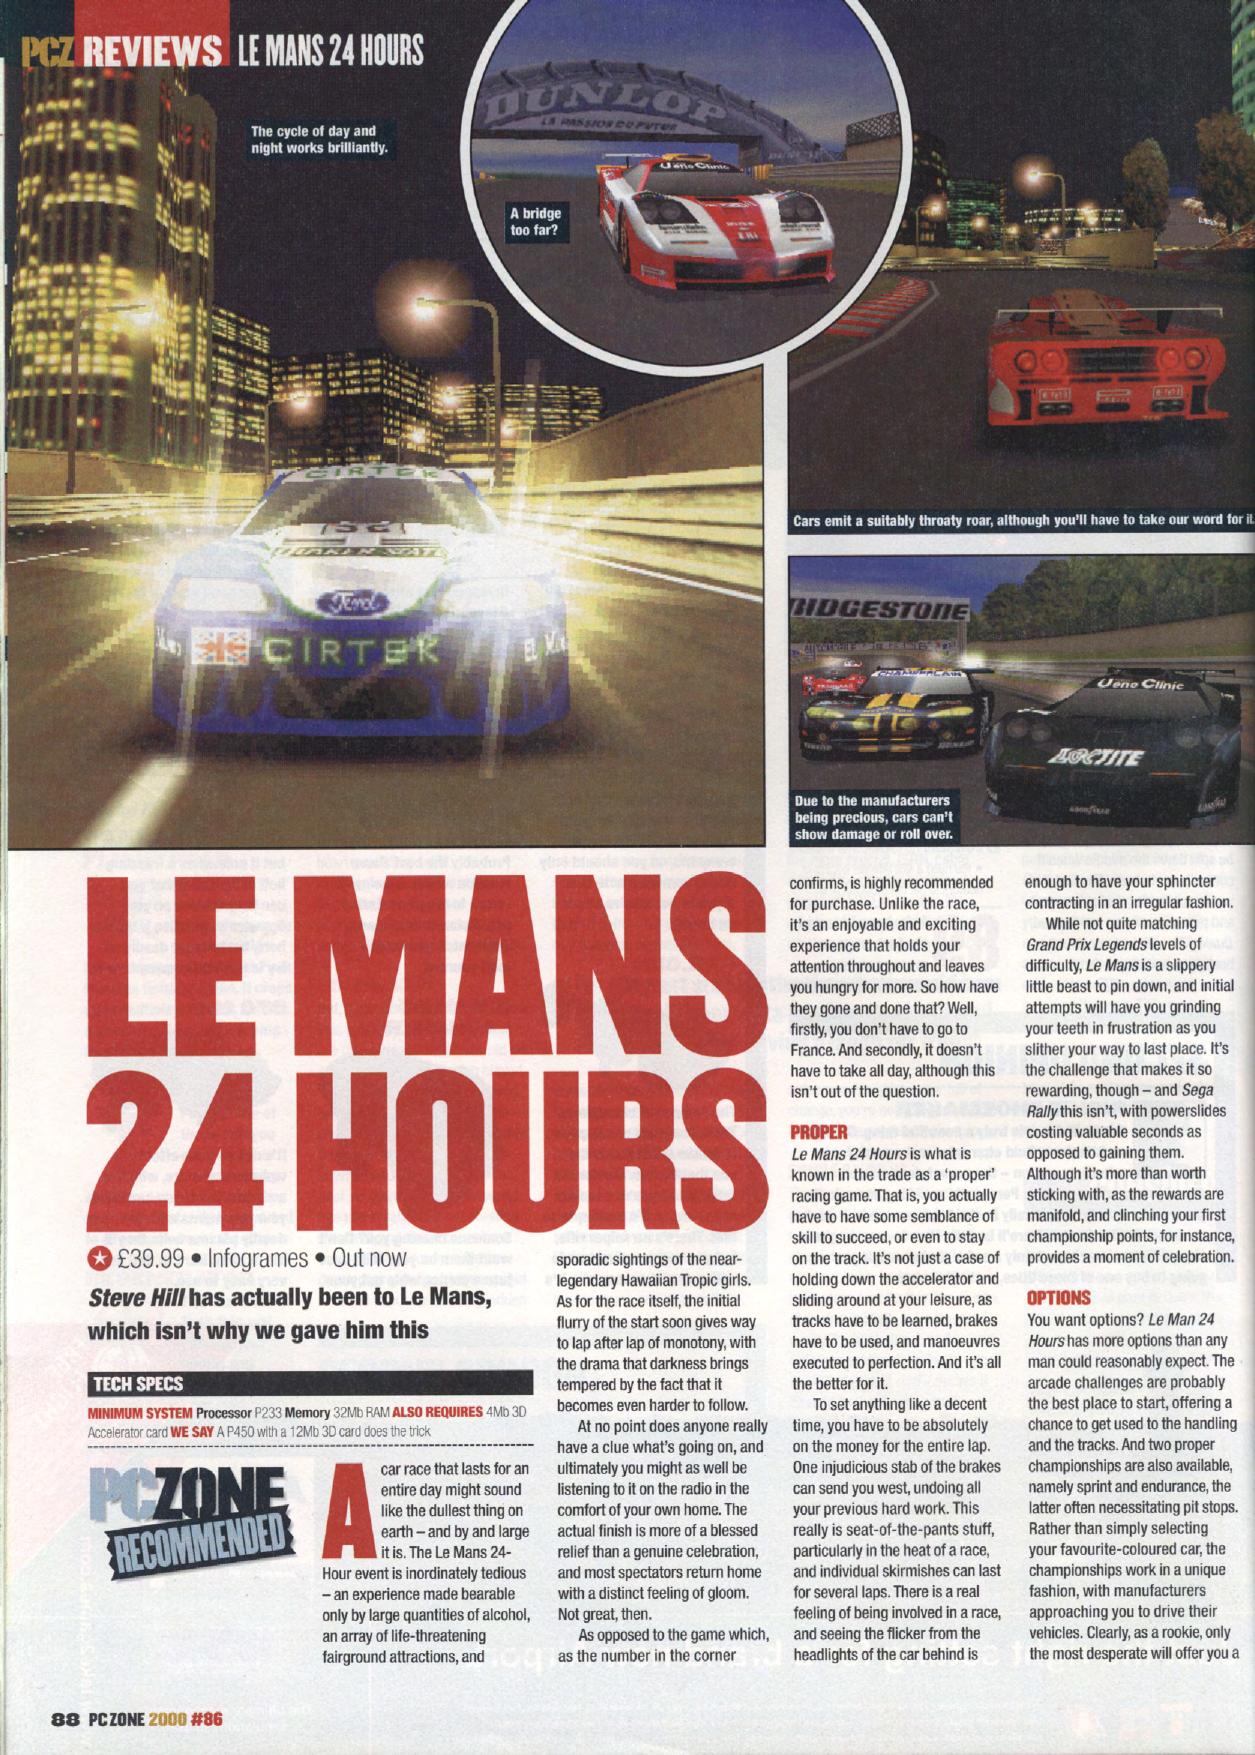 PCZ REVIEWS LE MANS 24 HOURS
The cycle of day and
night works brilliantly.
DUNLOP
LA PASSION DU FUTUR
Ueno Clinic
A bridge
too far?
Cars emit a suitably throaty roar, although you'll have to take our word for it.
CIRTEK
QUAKER STATE
Ford
CIRTEK
BRIDGESTONE
CHAMBERLAIN
Ueno Clinic
LOCTITE
GOODYEAR
Due to the manufacturers
being precious, cars can't
show damage or roll over.
LE MANS
24 HOURS
£39.99 • Infogrames • Out now
Steve Hill has actually been to Le Mans,
which isn't why we gave him this
TECH SPECS
MINIMUM SYSTEM Processor P233 Memory 32Mb RAM ALSO REQUIRES 4Mb 3D
Accelerator card WE SAY A P450 with a 12Mb 3D card does the trick
PCZONE
RECOMMENDED
A car race that lasts for an
entire day might sound
like the dullest thing on
earth – and by and large
it is. The Le Mans 24-
Hour event is inordinately tedious
– an experience made bearable
only by large quantities of alcohol,
an array of life-threatening
fairground attractions, and
sporadic sightings of the near-
legendary Hawaiian Tropic girls.
As for the race itself, the initial
flurry of the start soon gives way
to lap after lap of monotony, with
the drama that darkness brings
tempered by the fact that it
becomes even harder to follow.
At no point does anyone really
have a clue what's going on, and
ultimately you might as well be
listening to it on the radio in the
comfort of your own home. The
actual finish is more of a blessed
relief than a genuine celebration,
and most spectators return home
with a distinct feeling of gloom.
Not great, then.
As opposed to the game which,
as the number in the corner
confirms, is highly recommended
for purchase. Unlike the race,
it's an enjoyable and exciting
experience that holds your
attention throughout and leaves
you hungry for more. So how have
they gone and done that? Well,
firstly, you don't have to go to
France. And secondly, it doesn't
have to take all day, although this
isn't out of the question.
PROPER
Le Mans 24 Hours is what is
known in the trade as a 'proper'
racing game. That is, you actually
have to have some semblance of
skill to succeed, or even to stay
on the track. It's not just a case of
holding down the accelerator and
sliding around at your leisure, as
tracks have to be learned, brakes
have to be used, and manoeuvres
executed to perfection. And it's all
the better for it.
To set anything like a decent
time, you have to be absolutely
on the money for the entire lap.
One injudicious stab of the brakes
can send you west, undoing all
your previous hard work. This
really is seat-of-the-pants stuff,
particularly in the heat of a race,
and individual skirmishes can last
for several laps. There is a real
feeling of being involved in a race,
and seeing the flicker from the
headlights of the car behind is
enough to have your sphincter
contracting in an irregular fashion.
While not quite matching
Grand Prix Legends levels of
difficulty, Le Mans is a slippery
little beast to pin down, and initial
attempts will have you grinding
your teeth in frustration as you
slither your way to last place. It's
the challenge that makes it so
rewarding, though – and Sega
Rally this isn't, with powerslides
costing valuable seconds as
opposed to gaining them.
Although it's more than worth
sticking with, as the rewards are
manifold, and clinching your first
championship points, for instance,
provides a moment of celebration.
OPTIONS
You want options? Le Man 24
Hours has more options than any
man could reasonably expect. The
arcade challenges are probably
the best place to start, offering a
chance to get used to the handling
and the tracks. And two proper
championships are also available,
namely sprint and endurance, the
latter often necessitating pit stops.
Rather than simply selecting
your favourite-coloured car, the
championships work in a unique
fashion, with manufacturers
approaching you to drive their
vehicles. Clearly, as a rookie, only
the most desperate will offer you a
88 PCZONE 2000 #86